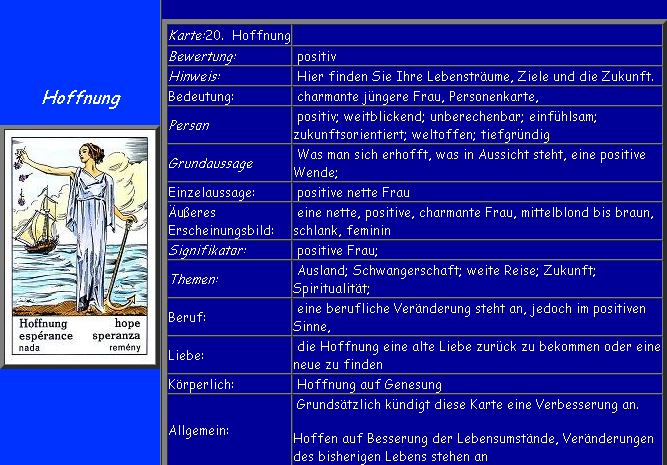 Hoffnung
Hoffnung hope
espérance speranza
nada remény
Karte:20. Hoffnung
Bewertung: positiv
Hinweis: Hier finden Sie Ihre Lebensträume, Ziele und die Zukunft.
Bedeutung: charmante jüngere Frau, Personenkarte,
Person positiv; weitblickend; unberechenbar; einfühlsam;
zukunftsorientiert; weltoffen; tiefgründig
Grundaussage Was man sich erhofft, was in Aussicht steht, eine positive
Wende;
Einzelaussage: positive nette Frau
Äußeres
Erscheinungsbild: eine nette, positive, charmante Frau, mittelblond bis braun,
schlank, feminin
Signifikator: positive Frau;
Themen: Ausland; Schwangerschaft; weite Reise; Zukunft;
Spiritualität;
Beruf: eine berufliche Veränderung steht an, jedoch im positiven
Sinne,
Liebe: die Hoffnung eine alte Liebe zurück zu bekommen oder eine
neue zu finden
Körperlich: Hoffnung auf Genesung
Allgemein: Grundsätzlich kündigt diese Karte eine Verbesserung an.
Hoffen auf Besserung der Lebensumstände, Veränderungen
des bisherigen Lebens stehen an